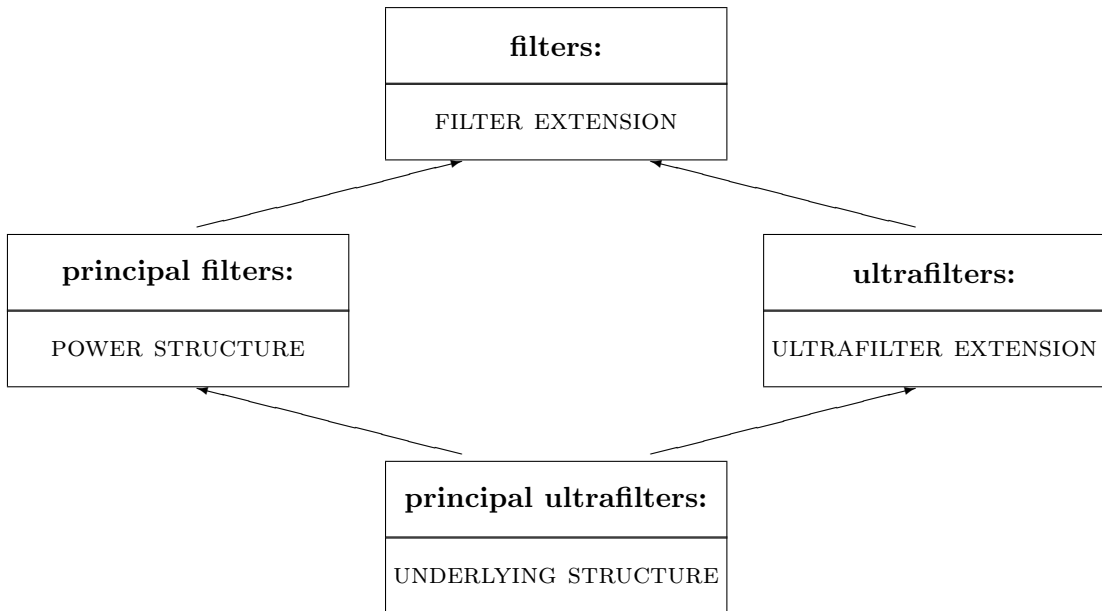 filters:
FILTER EXTENSION
principal filters:
POWER STRUCTURE
ultrafilters:
ULTRAFILTER EXTENSION
principal ultrafilters:
UNDERLYING STRUCTURE